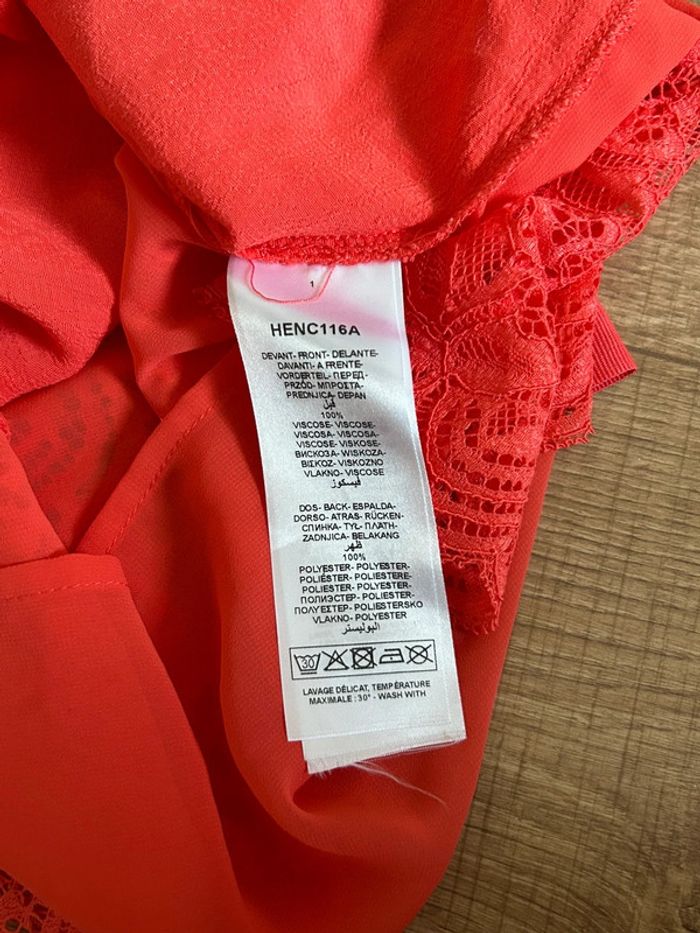 1
HENC116A
DEVANT- FRONT- DELANTE-
DAVANTI- A FRENTE-
VORDERTEIL- ПЕРЕД-
PRZÓD- ΜΠΡΟΣΤΑ-
PREDNJICA- DEPAN
قبل
100%
VISCOSE- VISCOSE-
VISCOSA- VISCOSA-
VISCOSE- VISKOSE-
ВИСКОЗА- WISKOZA-
ΒΙΣΚΟΖ- VISKOZNO
VLAKNO- VISCOSE
فيسكوز
DOS- BACK- ESPALDA-
DORSO- ATRAS- RÜCKEN-
СПИНКА- TYŁ- ΠΛΑΤΗ-
ZADNJICA- BELAKANG
ظهر
100%
POLYESTER- POLYESTER-
POLIÉSTER- POLIESTERE-
POLIESTER- POLYESTER-
ПОЛИЭСТЕР- POLIESTER-
ΠΟΛΥΕΣΤΕΡ- POLIESTERSKO
VLAKNO- POLYESTER
البوليستر
30
LAVAGE DÉLICAT, TEMPÉRATURE
MAXIMALE : 30° - WASH WITH